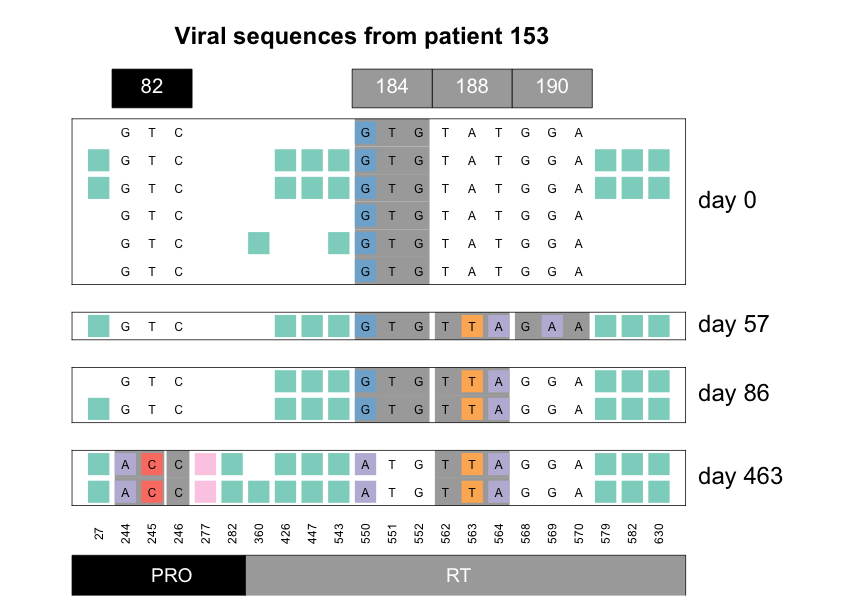 Viral sequences from patient 153
82 184 188 190
G T C G T G T A T G G A
G T C G T G T A T G G A
G T C G T G T A T G G A
G T C G T G T A T G G A
G T C G T G T A T G G A
G T C G T G T A T G G A
day 0
G T C G T G T T A G A A
day 57
G T C G T G T T A G G A
G T C G T G T T A G G A
day 86
A C C A T G T T A G G A
A C C A T G T T A G G A
day 463
27 244 245 246 277 282 360 426 447 543 550 551 552 562 563 564 568 569 570 579 582 630
PRO RT